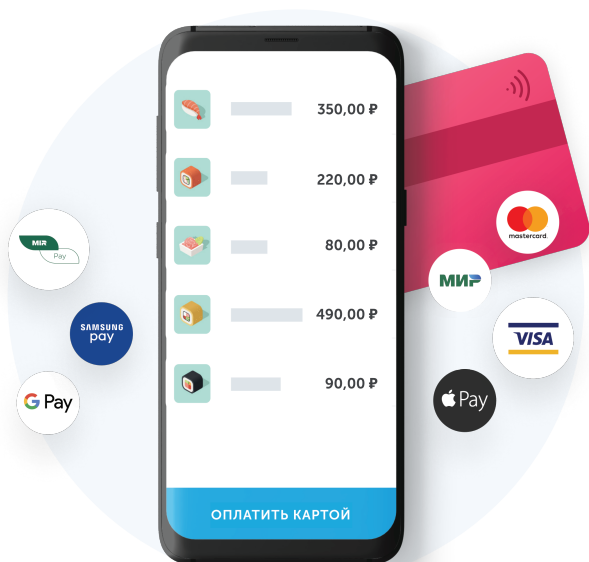 350,00 ₽
220,00 ₽
80,00 ₽
490,00 ₽
90,00 ₽
ОПЛАТИТЬ КАРТОЙ
MIR
Pay
SAMSUNG
pay
G Pay
mastercard.
МИР
VISA
Pay